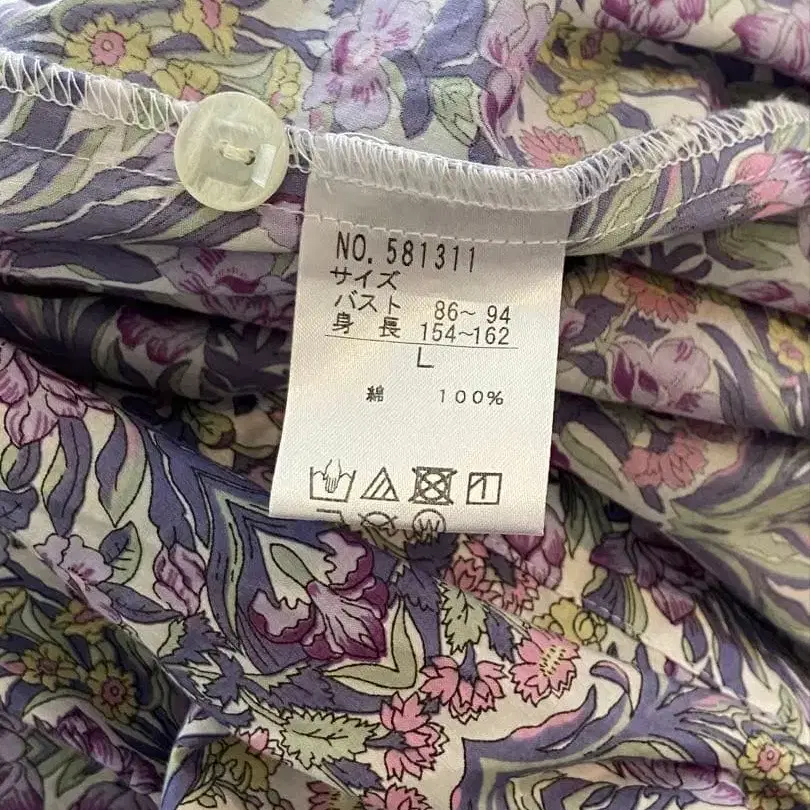 NO. 581311
サイズ
バスト 86～ 94
身 長 154～162
L
綿 100%